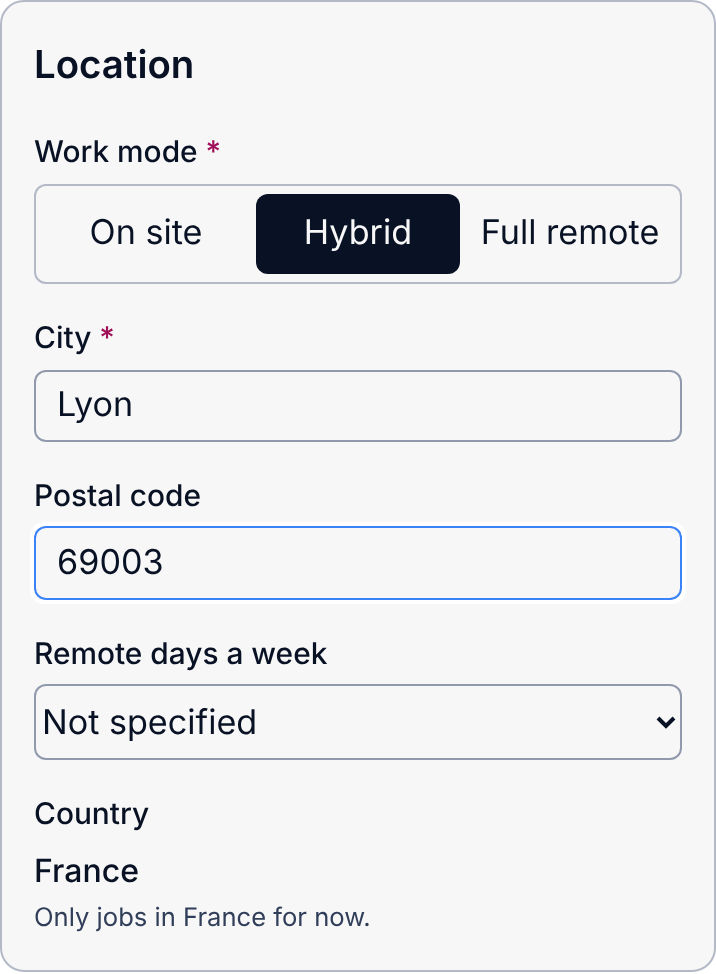 Location
Work mode *
On site Hybrid Full remote
City *
Lyon
Postal code
69003
Remote days a week
Not specified
Country
France
Only jobs in France for now.